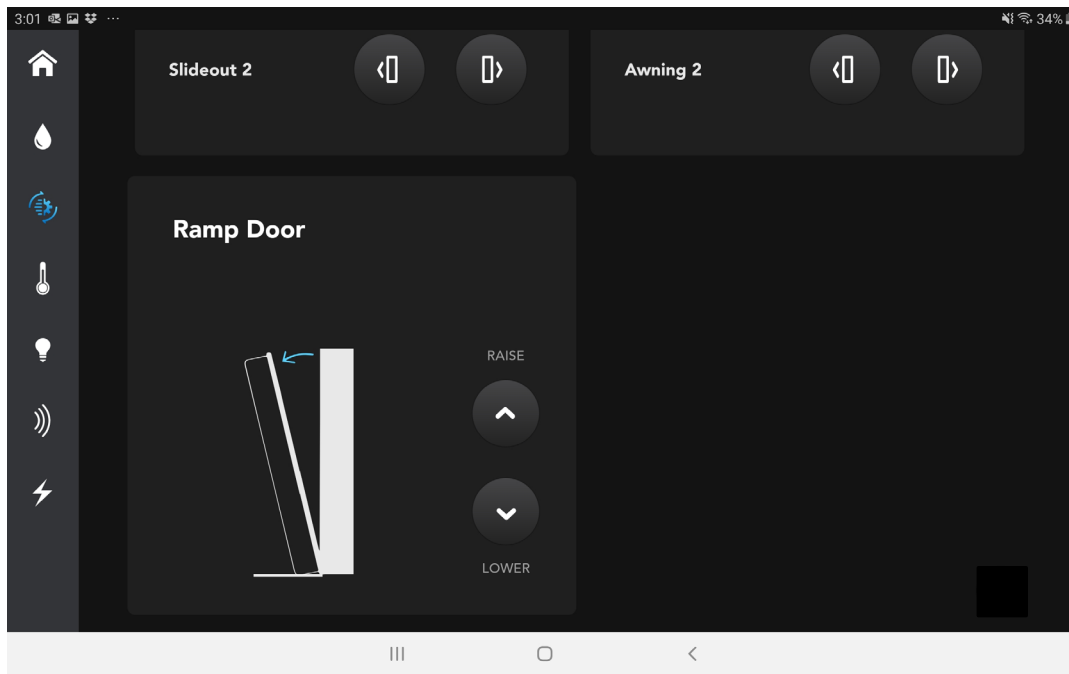 3:01
34%
Slideout 2
Awning 2
Ramp Door
RAISE
LOWER